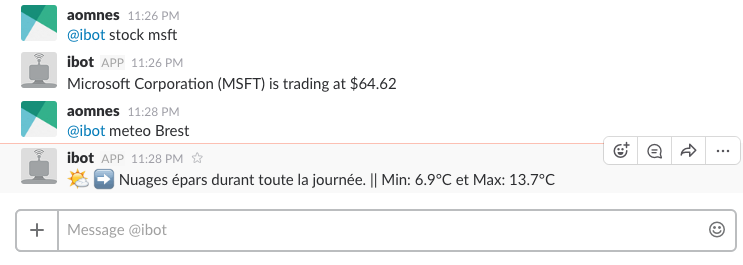 aomnes 11:26 PM
@ibot stock msft
ibot APP 11:26 PM
Microsoft Corporation (MSFT) is trading at $64.62
aomnes 11:28 PM
@ibot meteo Brest
ibot APP 11:28 PM
Nuages épars durant toute la journée. || Min: 6.9°C et Max: 13.7°C
Message @ibot